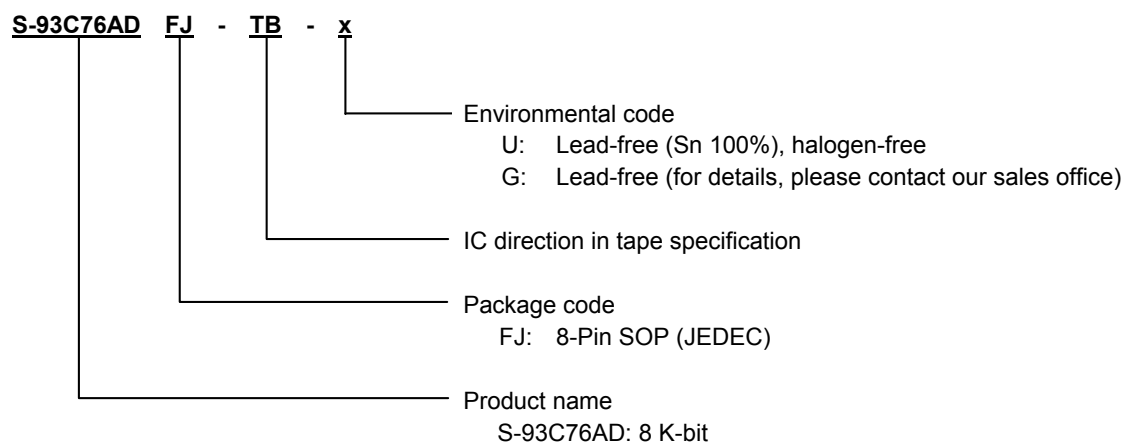 S-93C76AD FJ - TB - x
Environmental code
U: Lead-free (Sn 100%), halogen-free
G: Lead-free (for details, please contact our sales office)
IC direction in tape specification
Package code
FJ: 8-Pin SOP (JEDEC)
Product name
S-93C76AD: 8 K-bit